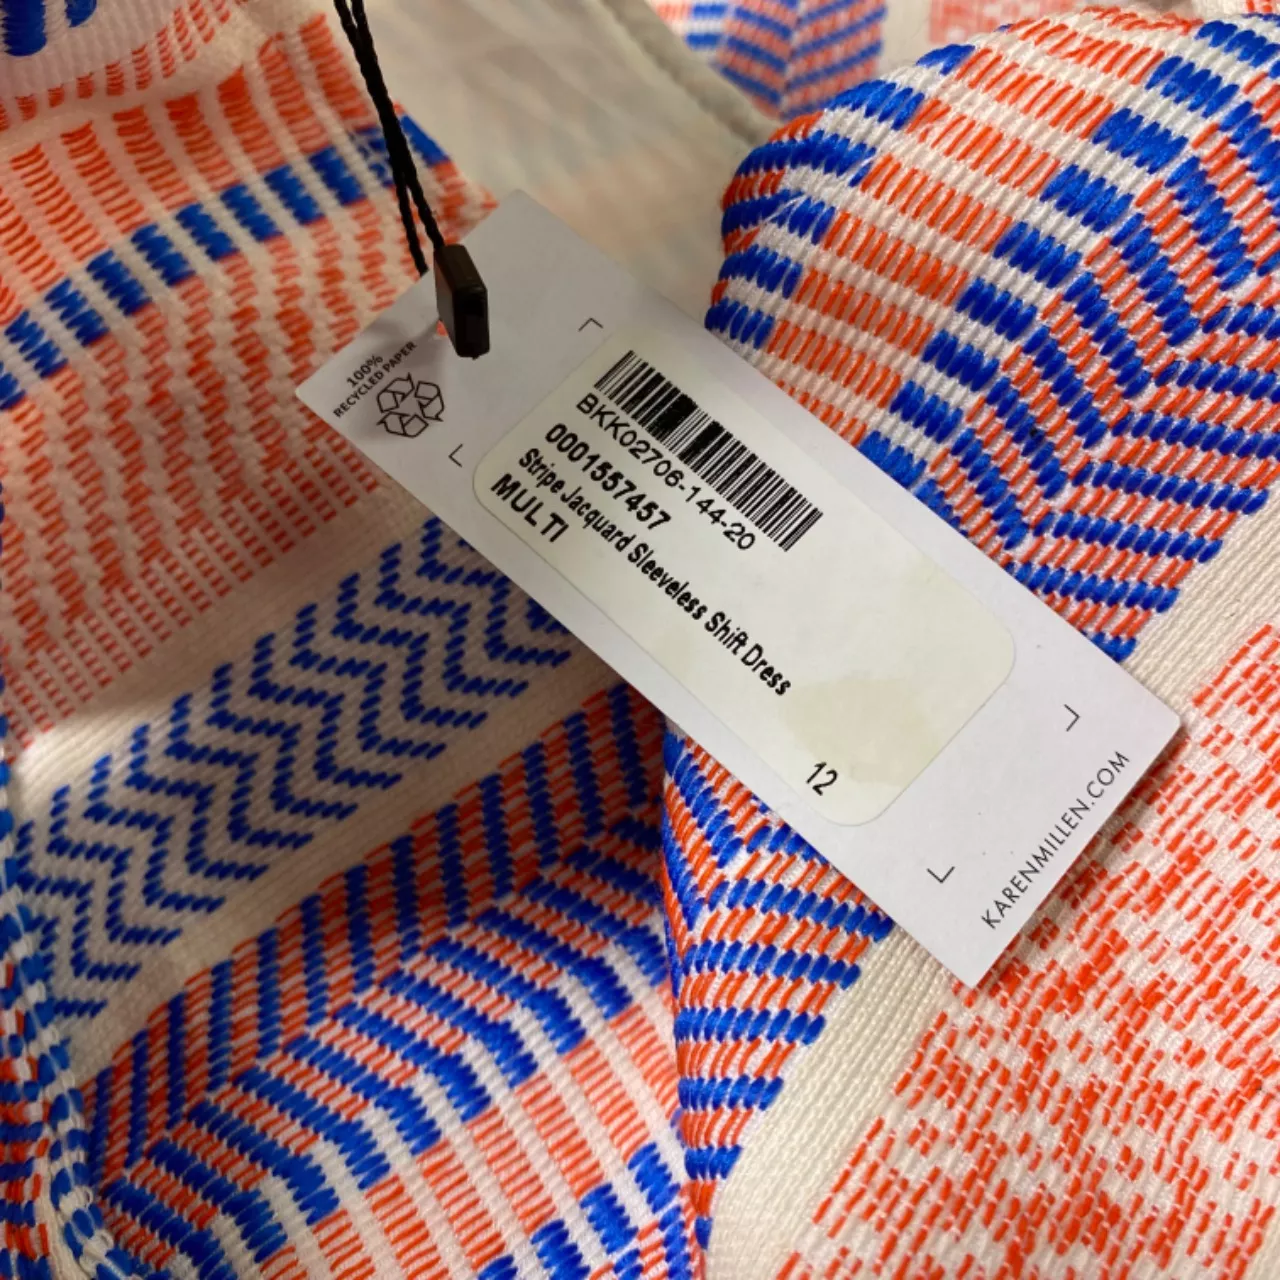 100%
RECYCLED PAPER
BKK02706-144-20
0001557457
Stripe Jacquard Sleeveless Shift Dress
MULTI
12
KARENMILLEN.COM